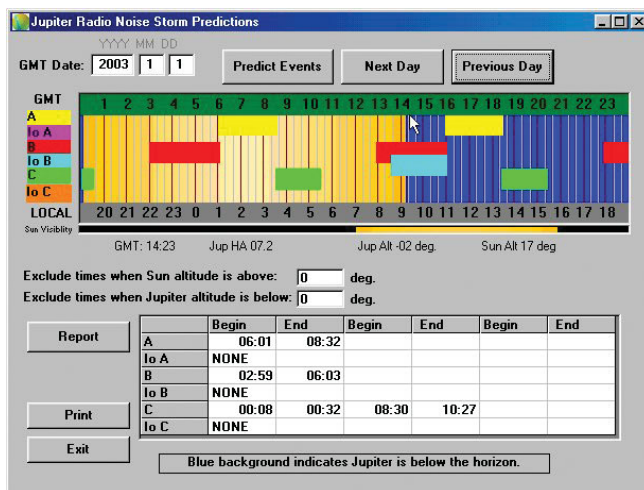 Jupiter Radio Noise Storm Predictions
YYYY MM DD
GMT Date: 2003 1 1 Predict Events Next Day Previous Day
GMT 1 2 3 4 5 6 7 8 9 10 11 12 13 14 15 16 17 18 19 20 21 22 23
A
Io A
B
Io B
C
Io C
LOCAL 20 21 22 23 0 1 2 3 4 5 6 7 8 9 10 11 12 13 14 15 16 17 18
Sun Visiblity
GMT: 14:23 Jup HA 07.2 Jup Alt -02 deg. Sun Alt 17 deg
Exclude times when Sun altitude is above: 0 deg.
Exclude times when Jupiter altitude is below: 0 deg.
Report
Begin End Begin End Begin End
A 06:01 08:32
Io A NONE
B 02:59 06:03
Io B NONE
C 00:08 00:32 08:30 10:27
Io C NONE
Print
Exit
Blue background indicates Jupiter is below the horizon.